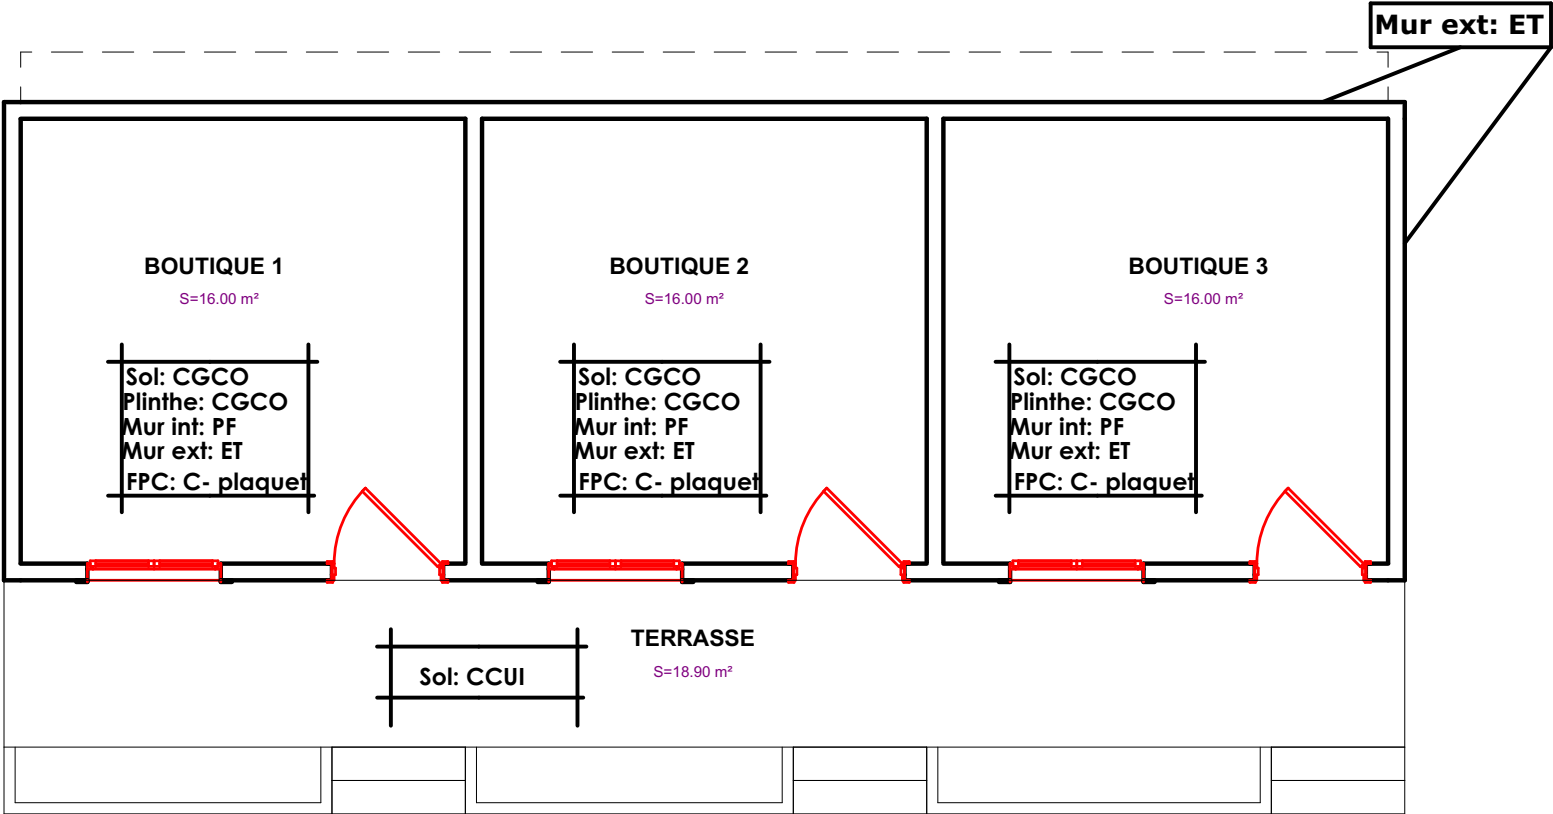 Mur ext: ET
BOUTIQUE 1
S=16.00 m²
Sol: CGCO
Plinthe: CGCO
Mur int: PF
Mur ext: ET
FPC: C- plaquet
BOUTIQUE 2
S=16.00 m²
Sol: CGCO
Plinthe: CGCO
Mur int: PF
Mur ext: ET
FPC: C- plaquet
BOUTIQUE 3
S=16.00 m²
Sol: CGCO
Plinthe: CGCO
Mur int: PF
Mur ext: ET
FPC: C- plaquet
TERRASSE
S=18.90 m²
Sol: CCUI